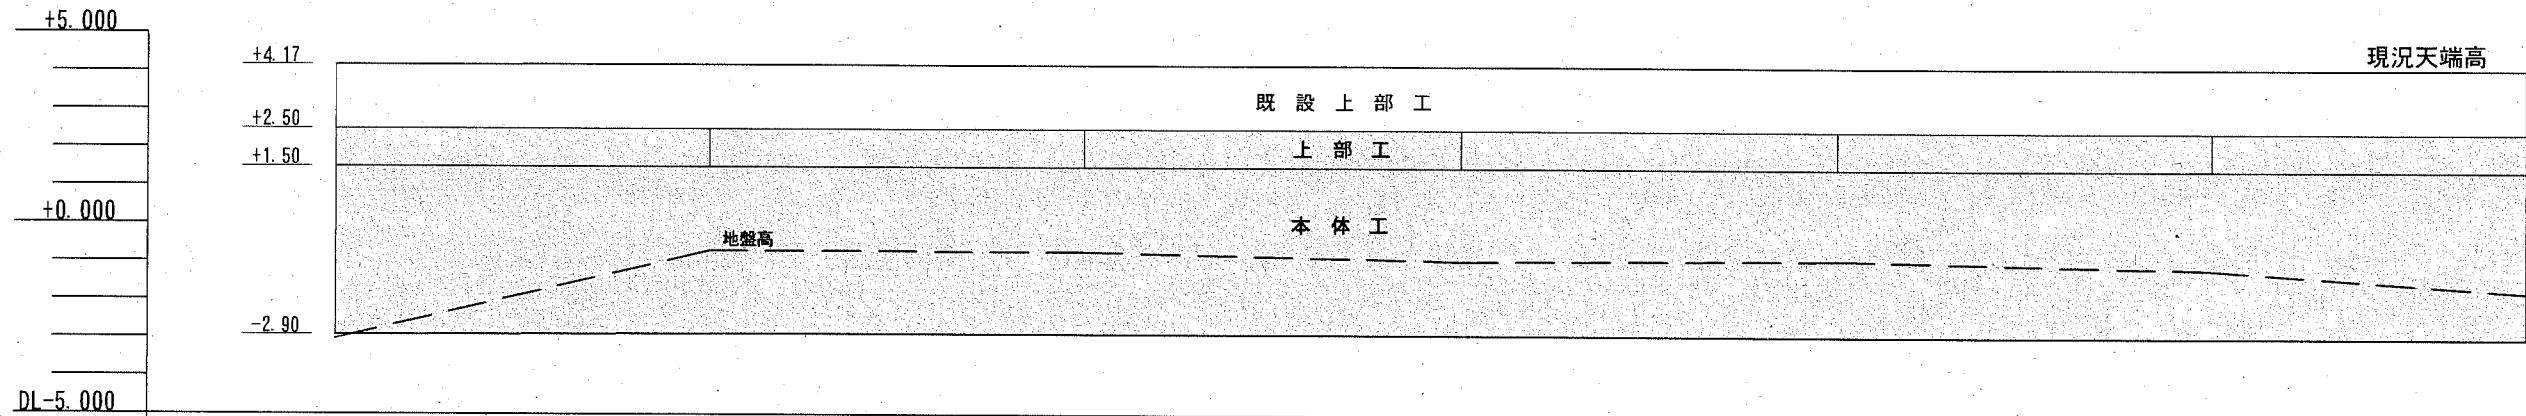 +5.000
+4.17
現況天端高
既設上部工
+2.50
上部工
+1.50
+0.000
本体工
地盤高
-2.90
DL-5.000